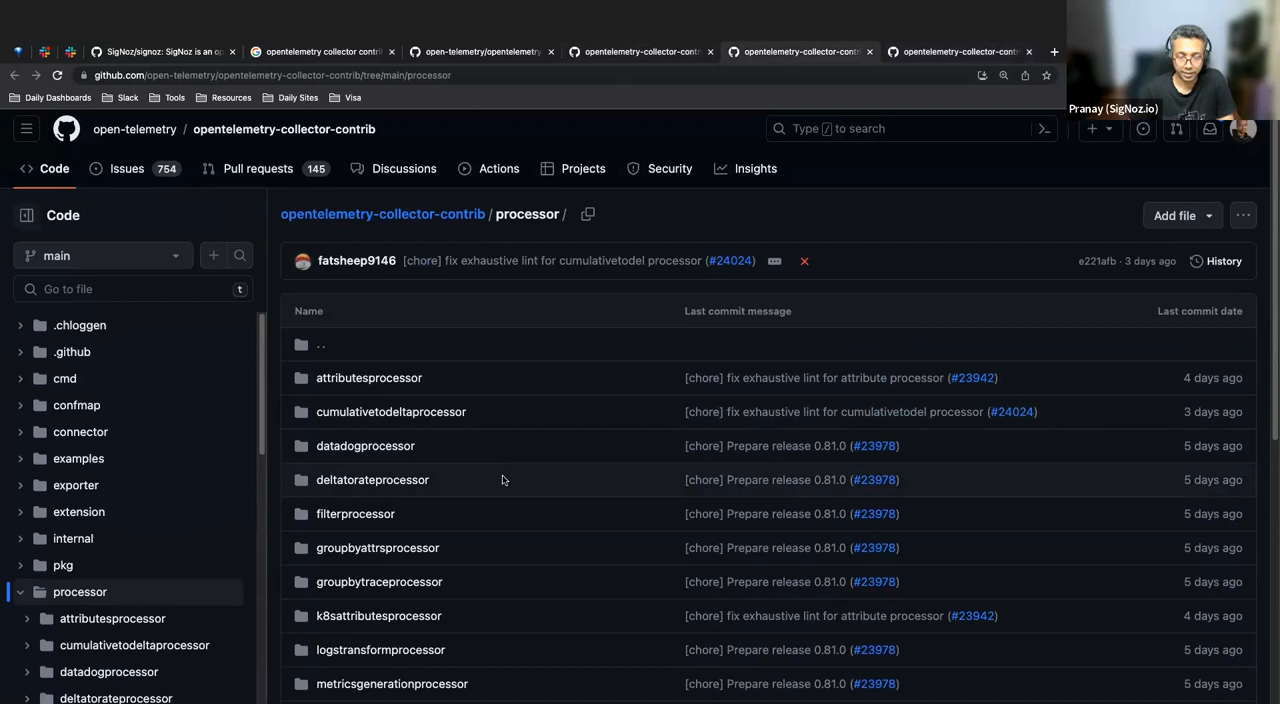 SigNoz/signoz: SigNoz is an op
opentelemetry collector contri
open-telemetry/opentelemetry
opentelemetry-collector-contr
opentelemetry-collector-contri
opentelemetry-collector-contr
github.com/open-telemetry/opentelemetry-collector-contrib/tree/main/processor
Daily Dashboards
Slack
Tools
Resources
Daily Sites
Visa
Pranay (SigNoz.io)
open-telemetry / opentelemetry-collector-contrib
Type / to search
Code
Issues 754
Pull requests 145
Discussions
Actions
Projects
Security
Insights
Code
main
Go to file
t
.chloggen
.github
cmd
confmap
connector
examples
exporter
extension
internal
pkg
processor
attributesprocessor
cumulativetodeltaprocessor
datadogprocessor
deltatorateprocessor
opentelemetry-collector-contrib / processor /
Add file
fatsheep9146 [chore] fix exhaustive lint for cumulativetodel processor (#24024)
e221afb · 3 days ago History
Name Last commit message Last commit date
..
attributesprocessor [chore] fix exhaustive lint for attribute processor (#23942) 4 days ago
cumulativetodeltaprocessor [chore] fix exhaustive lint for cumulativetodel processor (#24024) 3 days ago
datadogprocessor [chore] Prepare release 0.81.0 (#23978) 5 days ago
deltatorateprocessor [chore] Prepare release 0.81.0 (#23978) 5 days ago
filterprocessor [chore] Prepare release 0.81.0 (#23978) 5 days ago
groupbyattrsprocessor [chore] Prepare release 0.81.0 (#23978) 5 days ago
groupbytraceprocessor [chore] Prepare release 0.81.0 (#23978) 5 days ago
k8sattributesprocessor [chore] fix exhaustive lint for attribute processor (#23942) 4 days ago
logstransformprocessor [chore] Prepare release 0.81.0 (#23978) 5 days ago
metricsgenerationprocessor [chore] Prepare release 0.81.0 (#23978) 5 days ago